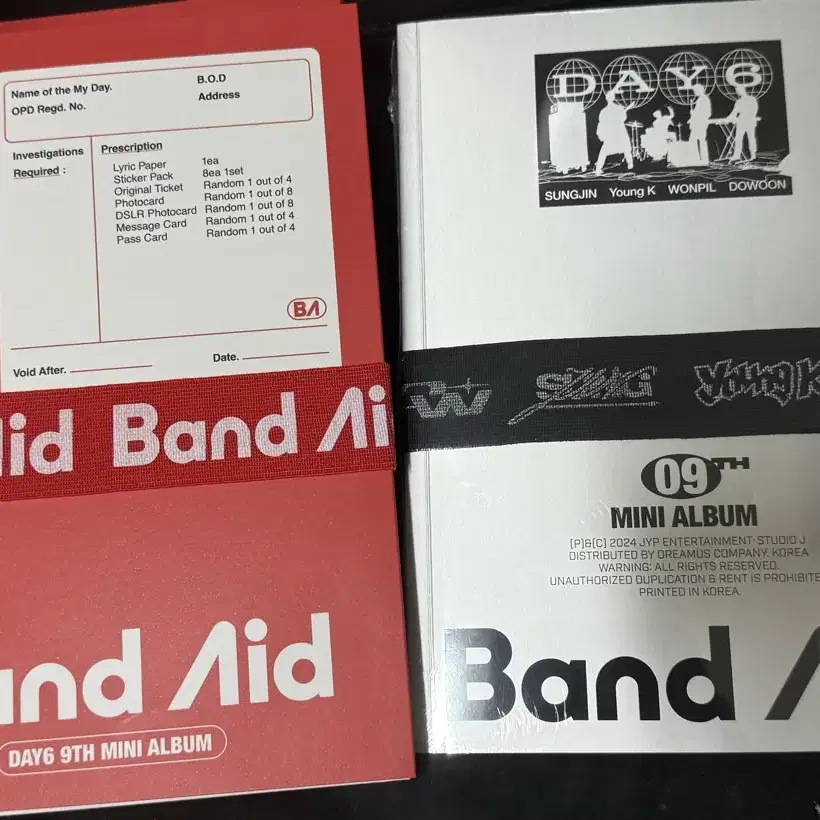 Name of the My Day.
B.O.D
OPD Regd. No.
Address
Investigations
Required :
Prescription
Lyric Paper 1ea
Sticker Pack 8ea 1set
Original Ticket Random 1 out of 4
Photocard Random 1 out of 8
DSLR Photocard Random 1 out of 8
Message Card Random 1 out of 4
Pass Card Random 1 out of 4
BA
Void After.
Date.
Aid Band Ai
and Aid
DAY6 9TH MINI ALBUM
DAY6
SUNGJIN Young K WONPIL DOWOON
Young K
09TH
MINI ALBUM
[P]&[C] 2024 JYP ENTERTAINMENT· STUDIO J
DISTRIBUTED BY DREAMUS COMPANY. KOREA
WARNING: ALL RIGHTS RESERVED.
UNAUTHORIZED DUPLICATION & RENT IS PROHIBITE
PRINTED IN KOREA.
Band A